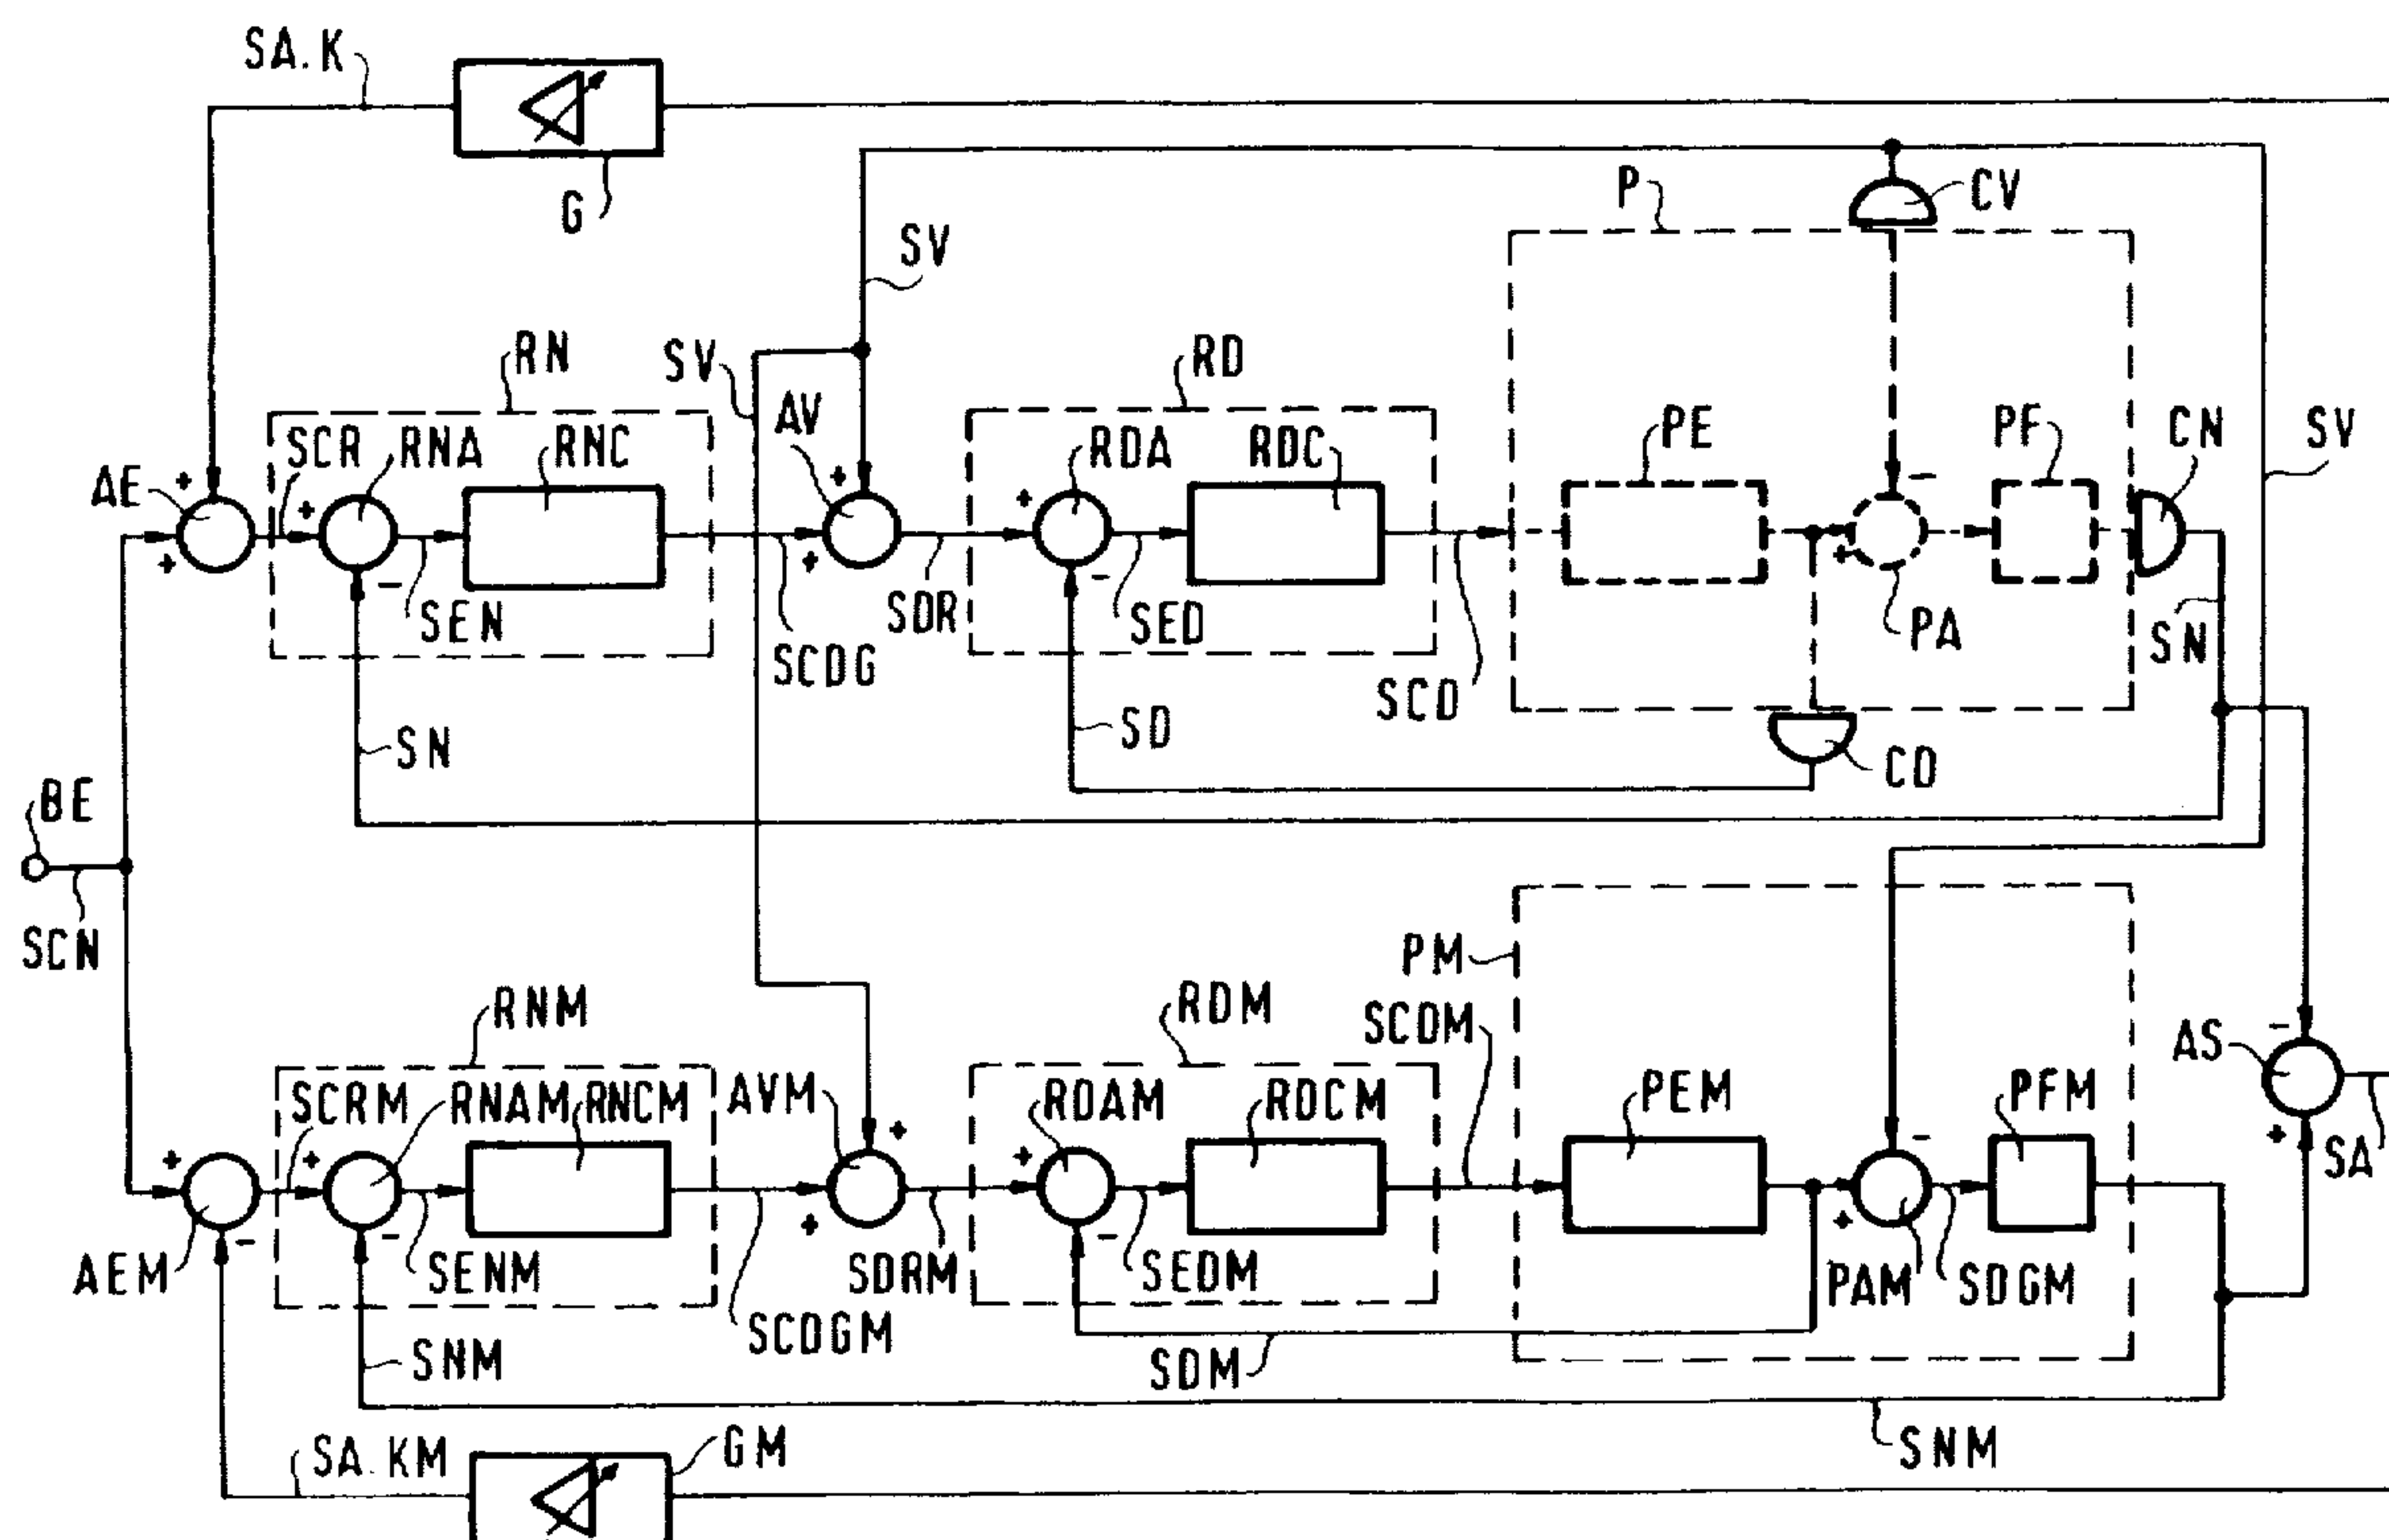 SA.K
G
P
CV
SV
RN
SV
AV
RD
AE
SCR
RNA
RNC
RDA
RDC
PE
PF
CN
SV
SEN
SCDG
SDR
SED
SCD
PA
SN
SN
SD
CD
BE
SCN
PM
RNM
RDM
SCDM
AS
SCRM
RNAM
RNCM
AVM
RDAM
RDCM
PEM
PFM
SA
AEM
SENM
SCDGM
SDRM
SEDM
PAM
SDGM
SNM
SDM
SNM
SA.KM
GM